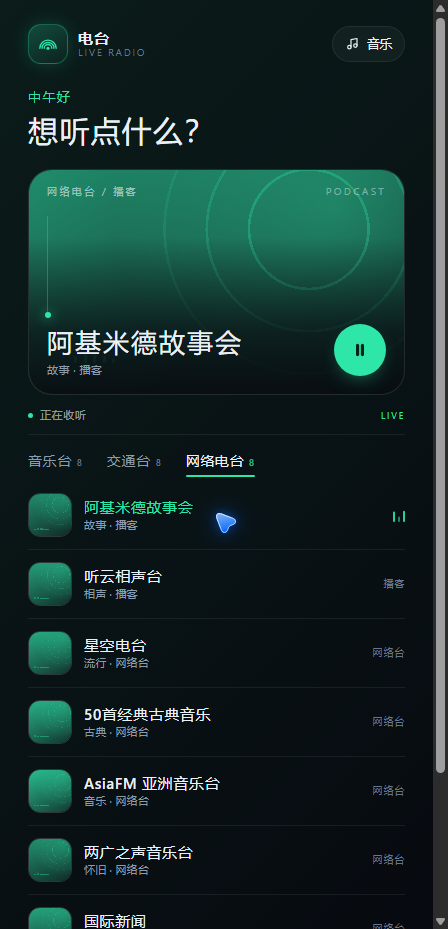 电台
LIVE RADIO
音乐
中午好
想听点什么？
网络电台 / 播客
PODCAST
阿基米德故事会
故事 · 播客
正在收听
LIVE
音乐台 8
交通台 8
网络电台 8
阿基米德故事会
故事 · 播客
听云相声台
相声 · 播客
播客
星空电台
流行 · 网络台
网络台
50首经典古典音乐
古典 · 网络台
网络台
AsiaFM 亚洲音乐台
音乐 · 网络台
网络台
两广之声音乐台
怀旧 · 网络台
网络台
国际新闻
网络台